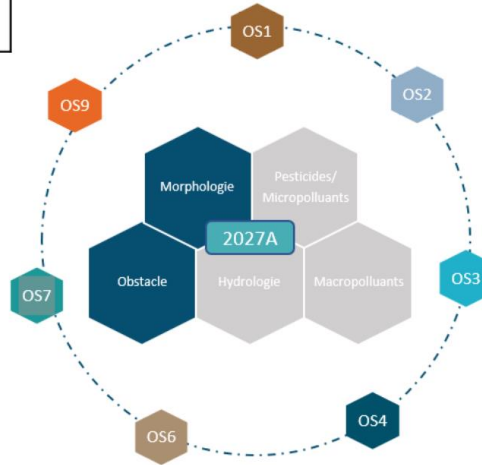 OS1
OS2
OS9
Morphologie
Pesticides/
Micropolluants
2027A
Obstacle
Hydrologie
Macropolluants
OS3
OS7
OS4
OS6